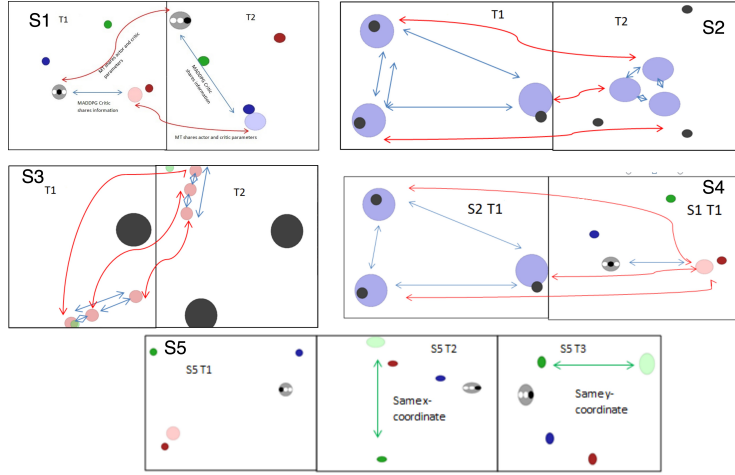 S1
T1
T2
MT shares actor and critic
parameters
MADDPG Critic
shares information
MADDPG Critic
shares information
MT shares actor and critic parameters
T1
T2
S2
S3
T1
T2
S2 T1
S4
S1 T1
S5
S5 T1
S5 T2
Same x-
coordinate
S5 T3
Same y-
coordinate